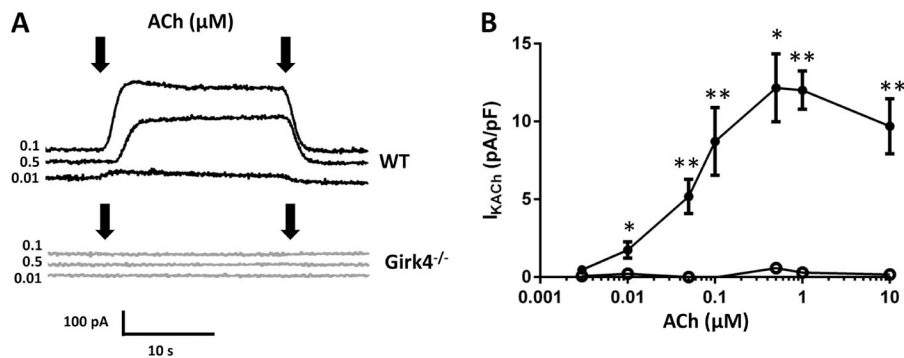 A
ACh (µM)
0.1
0.5
0.01
WT
0.1
0.5
0.01
Girk4-/-
100 pA
10 s
B
15
10
5
0
IKACh (pA/pF)
* ** ** * ** **
0.001 0.01 0.1 1 10
ACh (µM)